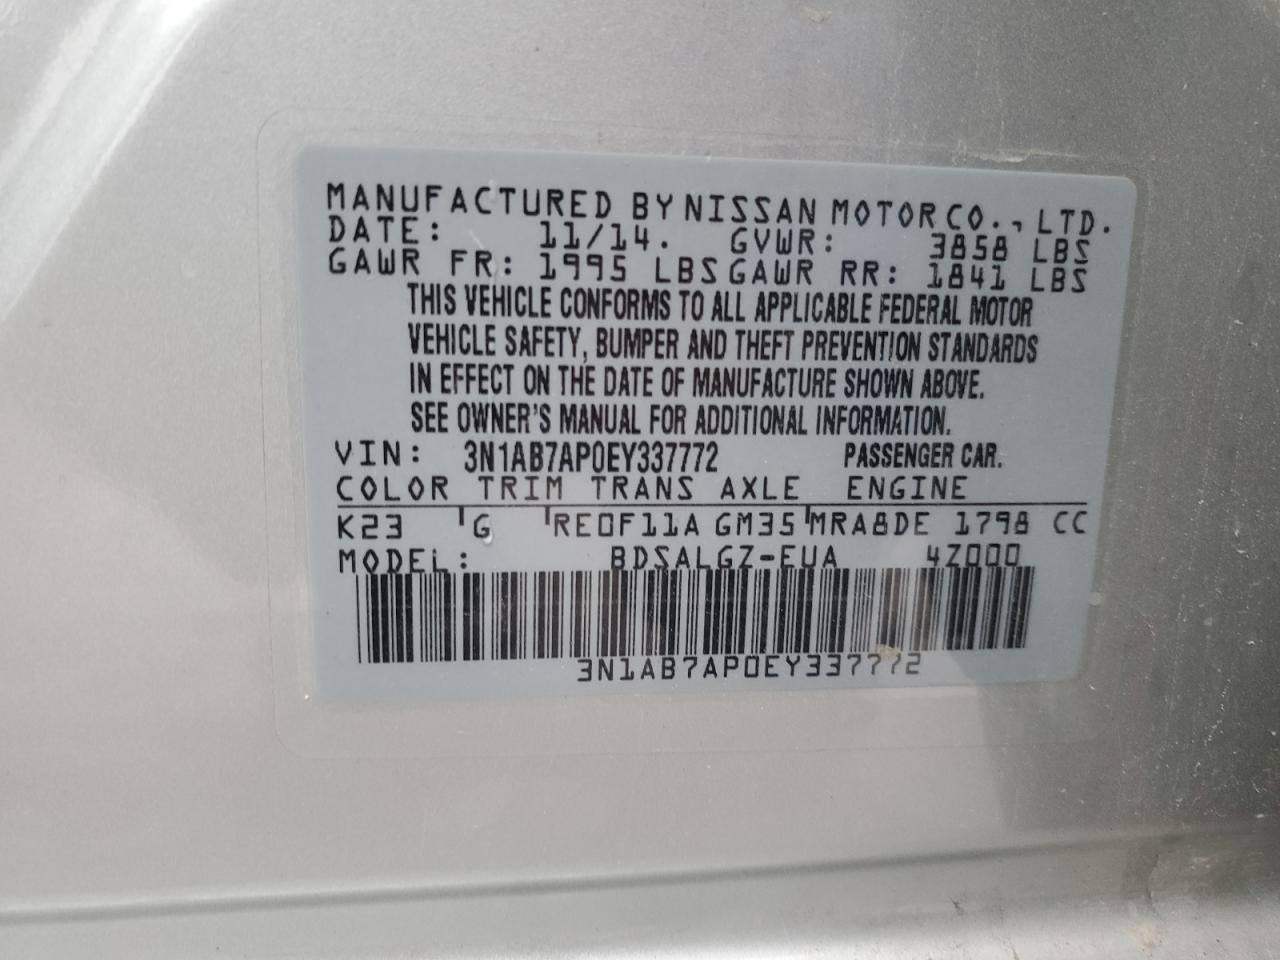 MANUFACTURED BY NISSAN MOTOR CO., LTD.
DATE: 11/14. GVWR: 3858 LBS
GAWR FR: 1995 LBS GAWR RR: 1841 LBS
THIS VEHICLE CONFORMS TO ALL APPLICABLE FEDERAL MOTOR
VEHICLE SAFETY, BUMPER AND THEFT PREVENTION STANDARDS
IN EFFECT ON THE DATE OF MANUFACTURE SHOWN ABOVE.
SEE OWNER'S MANUAL FOR ADDITIONAL INFORMATION.
VIN: 3N1AB7AP0EY337772 PASSENGER CAR.
COLOR TRIM TRANS AXLE ENGINE
K23 G RE0F11A GM35 MRA8DE 1798 CC
MODEL: BDSALGZ-EUA 4Z000
3N1AB7AP0EY337772